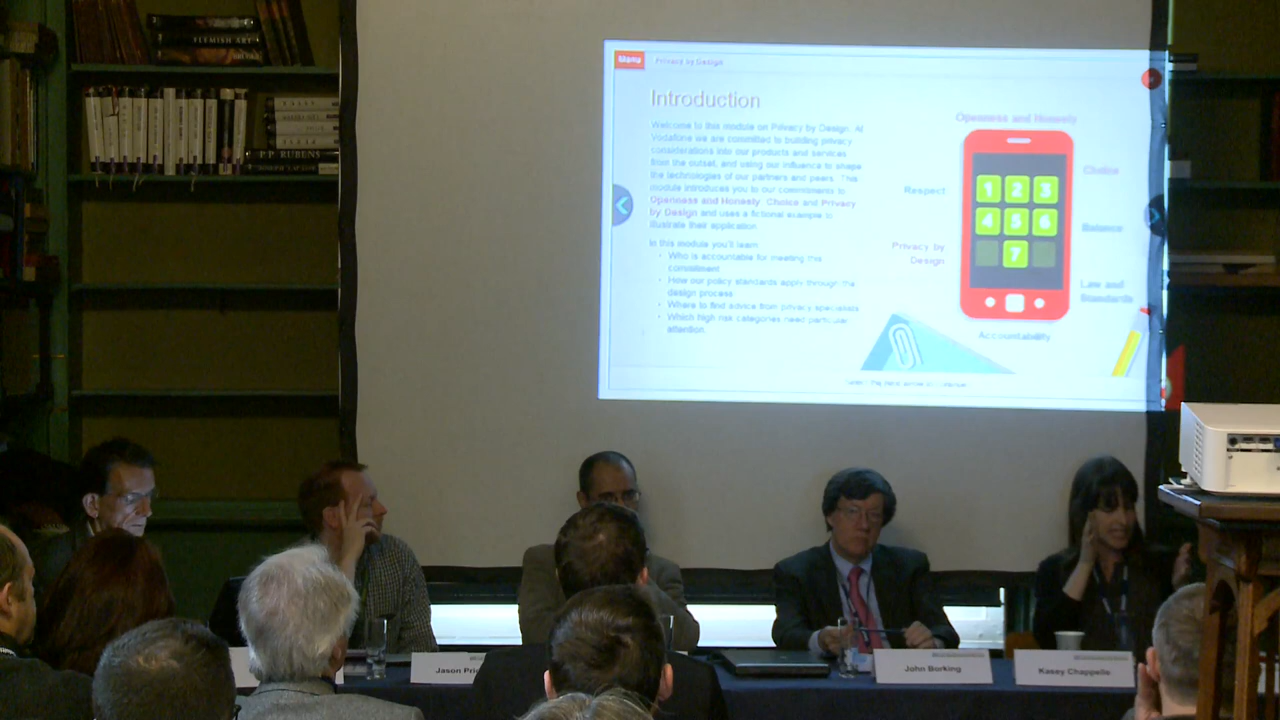 FLEMISH ART
P.P. RUBENS
Menu
Privacy by Design
Introduction
Welcome to this module on Privacy by Design. At
Vodafone we are committed to building privacy
considerations into our products and services
from the outset, and using our influence to shape
the technologies of our partners and peers. This
module introduces you to our commitments to
Openness and Honesty, Choice and Privacy
by Design and uses a fictional example to
illustrate their application.
In this module you'll learn:
• Who is accountable for meeting this
commitment
• How our policy standards apply through the
design process
• Where to find advice from privacy specialists
• Which high risk categories need particular
attention.
Openness and Honesty
Choice
Respect
Balance
Privacy by
Design
Law and
Standards
Accountability
1 2 3
4 5 6
7
Jason
John Borking
Kasey Chappelle